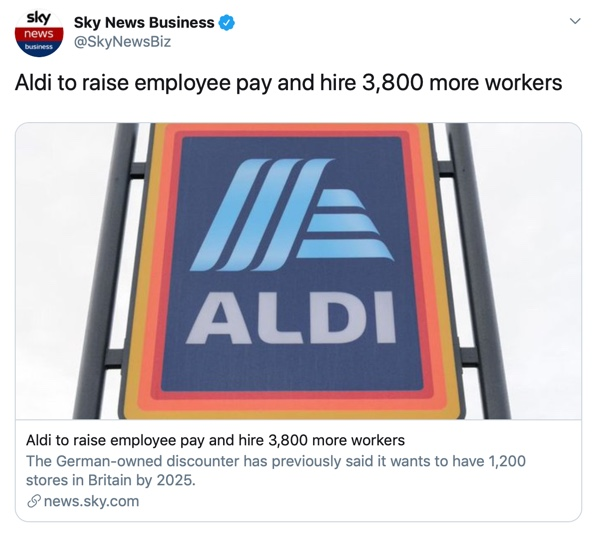 sky
news
business
Sky News Business
@SkyNewsBiz
Aldi to raise employee pay and hire 3,800 more workers
ALDI
Aldi to raise employee pay and hire 3,800 more workers
The German-owned discounter has previously said it wants to have 1,200
stores in Britain by 2025.
news.sky.com